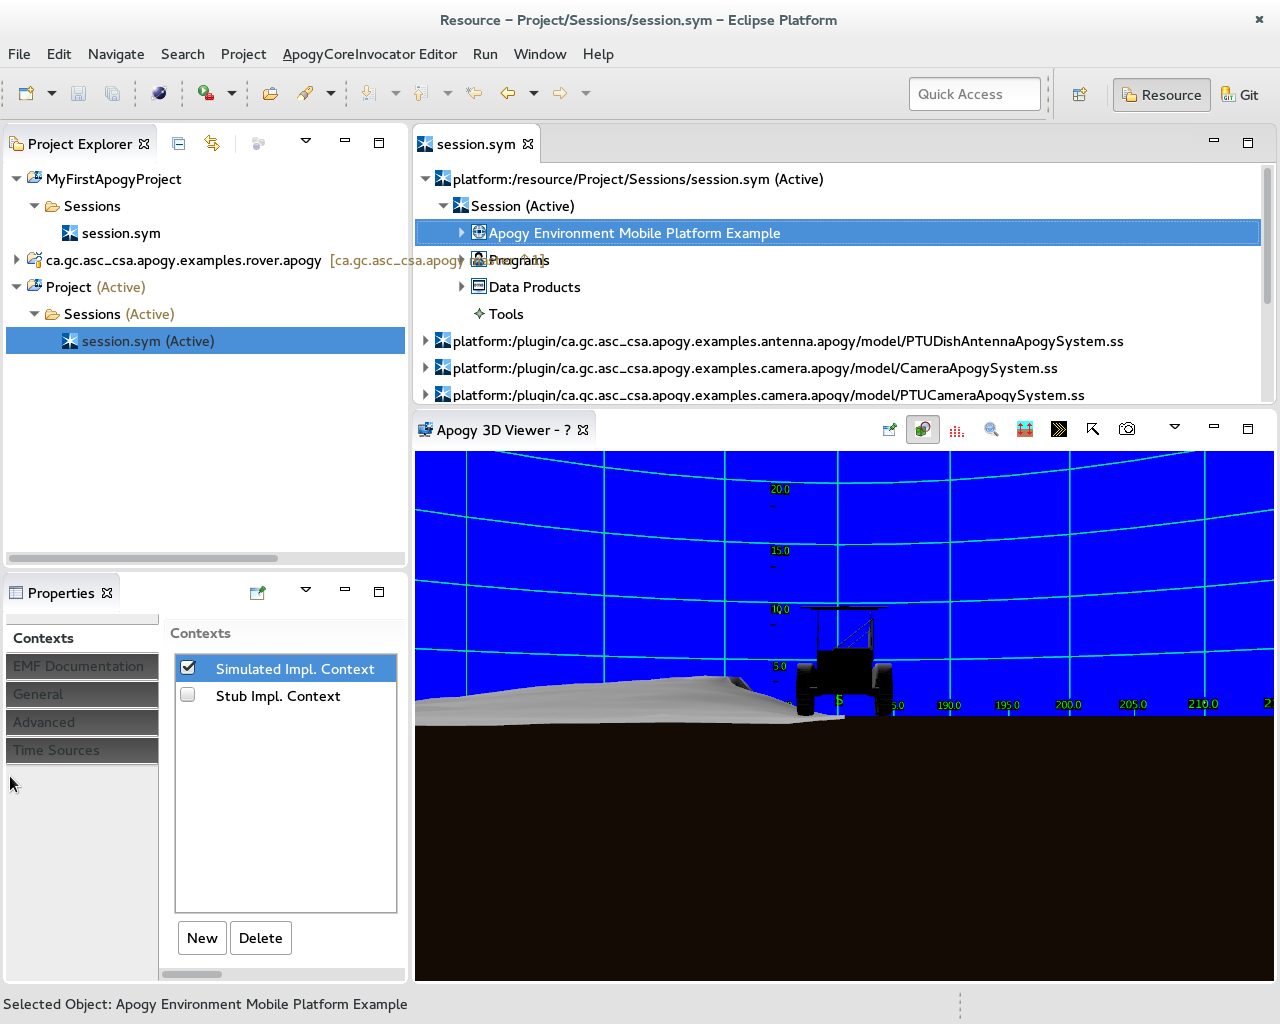 Resource – Project/Sessions/session.sym – Eclipse Platform
File Edit Navigate Search Project ApogyCoreInvocator Editor Run Window Help
Quick Access
Resource
Git
Project Explorer
MyFirstApogyProject
Sessions
session.sym
ca.gc.asc_csa.apogy.examples.rover.apogy [ca.gc.asc_csa.apogy
Project (Active)
Sessions (Active)
session.sym (Active)
session.sym
platform:/resource/Project/Sessions/session.sym (Active)
Session (Active)
Apogy Environment Mobile Platform Example
Programs
Data Products
Tools
platform:/plugin/ca.gc.asc_csa.apogy.examples.antenna.apogy/model/PTUDishAntennaApogySystem.ss
platform:/plugin/ca.gc.asc_csa.apogy.examples.camera.apogy/model/CameraApogySystem.ss
platform:/plugin/ca.gc.asc_csa.apogy.examples.camera.apogy/model/PTUCameraApogySystem.ss
Properties
Contexts
EMF Documentation
General
Advanced
Time Sources
Contexts
Simulated Impl. Context
Stub Impl. Context
New
Delete
Apogy 3D Viewer - ?
20.0
15.0
10.0
5.0
S
5.0 190.0 195.0 200.0 205.0 210.0 2
Selected Object: Apogy Environment Mobile Platform Example